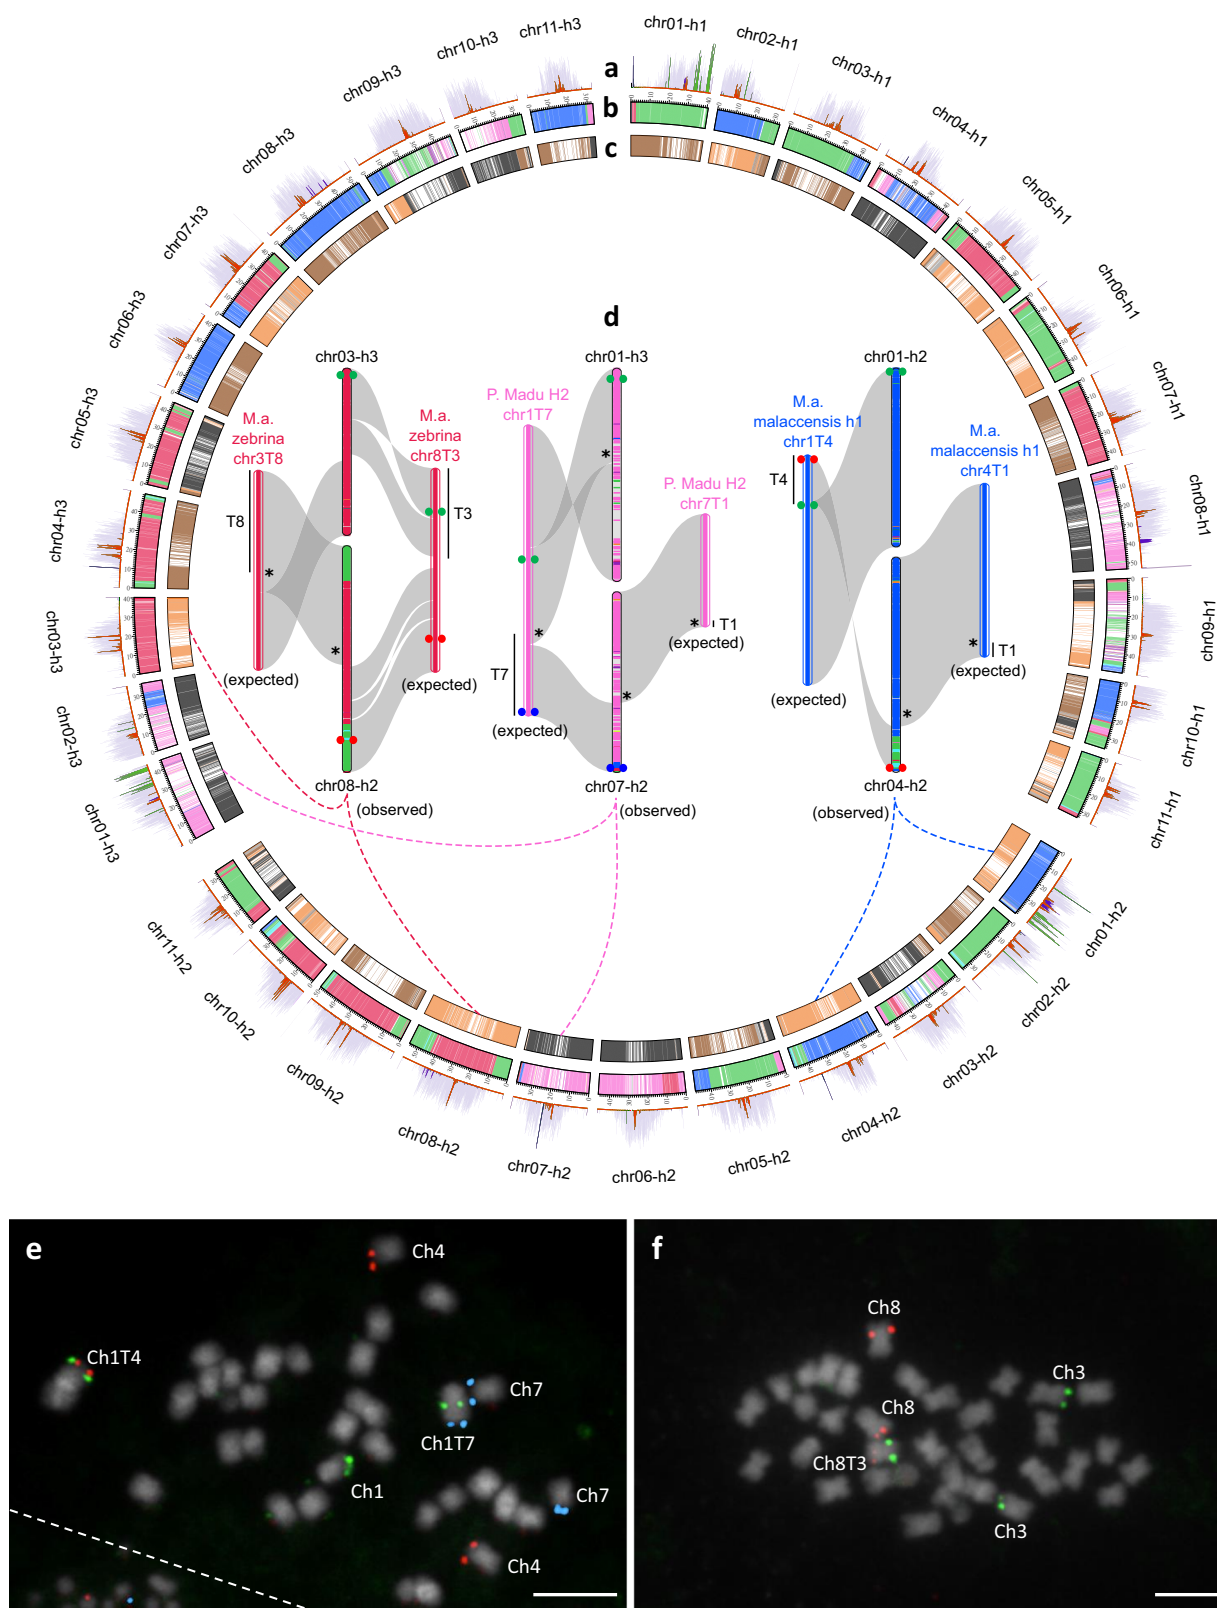 a
b
c
chr01-h1
chr02-h1
chr03-h1
chr04-h1
chr05-h1
chr06-h1
chr07-h1
chr08-h1
chr09-h1
chr10-h1
chr11-h1
chr01-h2
chr02-h2
chr03-h2
chr04-h2
chr05-h2
chr06-h2
chr07-h2
chr08-h2
chr09-h2
chr10-h2
chr11-h2
chr01-h3
chr02-h3
chr03-h3
chr04-h3
chr05-h3
chr06-h3
chr07-h3
chr08-h3
chr09-h3
chr10-h3
chr11-h3
d
chr03-h3
M.a.
zebrina
chr3T8
T8
*
(expected)
M.a.
zebrina
chr8T3
T3
(expected)
*
chr08-h2
(observed)
chr01-h3
P. Madu H2
chr1T7
*
*
T7
(expected)
P. Madu H2
chr7T1
*
T1
(expected)
*
chr07-h2
(observed)
chr01-h2
M.a.
malaccensis h1
chr1T4
T4
(expected)
M.a.
malaccensis h1
chr4T1
*
T1
(expected)
*
chr04-h2
(observed)
e
Ch4
Ch1T4
Ch7
Ch1T7
Ch1
Ch7
Ch4
f
Ch8
Ch3
Ch8
Ch8T3
Ch3